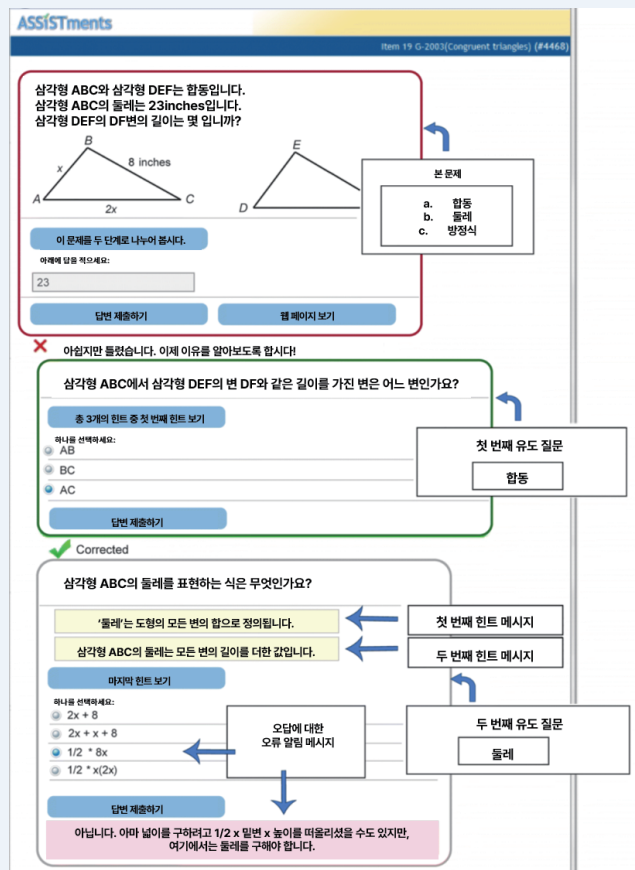 ASSiSTments
Item 19 G-2003(Congruent triangles) (#4468)
삼각형 ABC와 삼각형 DEF는 합동입니다.
삼각형 ABC의 둘레는 23inches입니다.
삼각형 DEF의 DF변의 길이는 몇 입니까?
B
x
8 inches
A
C
2x
E
D
본 문제
a. 합동
b. 둘레
c. 방정식
이 문제를 두 단계로 나누어 봅시다.
아래에 답을 적으세요:
23
답변 제출하기
웹 페이지 보기
아쉽지만 틀렸습니다. 이제 이유를 알아보도록 합시다!
삼각형 ABC에서 삼각형 DEF의 변 DF와 같은 길이를 가진 변은 어느 변인가요?
총 3개의 힌트 중 첫 번째 힌트 보기
하나를 선택하세요:
AB
BC
AC
답변 제출하기
첫 번째 유도 질문
합동
Corrected
삼각형 ABC의 둘레를 표현하는 식은 무엇인가요?
'둘레'는 도형의 모든 변의 합으로 정의됩니다.
첫 번째 힌트 메시지
삼각형 ABC의 둘레는 모든 변의 길이를 더한 값입니다.
두 번째 힌트 메시지
마지막 힌트 보기
하나를 선택하세요:
2x + 8
2x + x + 8
1/2 * 8x
1/2 * x(2x)
오답에 대한
오류 알림 메시지
두 번째 유도 질문
둘레
답변 제출하기
아닙니다. 아마 넓이를 구하려고 1/2 x 밑변 x 높이를 떠올리셨을 수도 있지만,
여기에서는 둘레를 구해야 합니다.